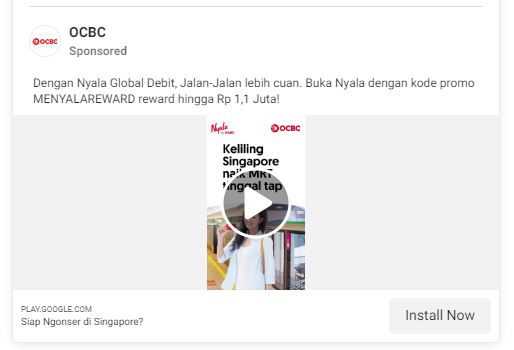 OCBC
OCBC
Sponsored
Dengan Nyala Global Debit, Jalan-Jalan lebih cuan. Buka Nyala dengan kode promo
MENYALAREWARD reward hingga Rp 1,1 Juta!
Nyala
by OCBC
OCBC
Keliling
Singapore
naik MRT
tinggal tap
PLAY.GOOGLE.COM
Siap Ngonser di Singapore?
Install Now